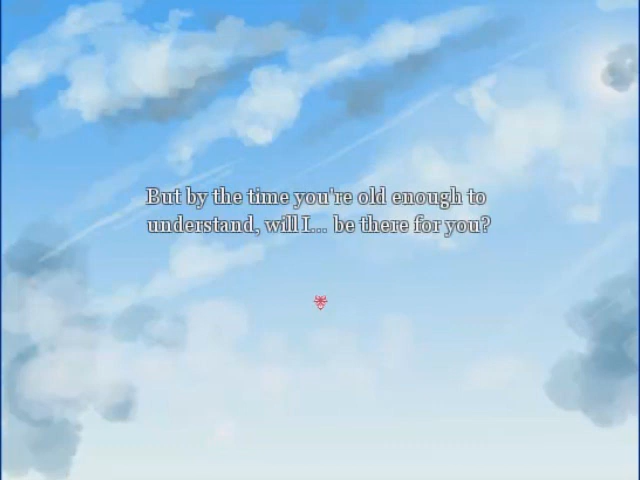 But by the time you're old enough to
understand, will I... be there for you?